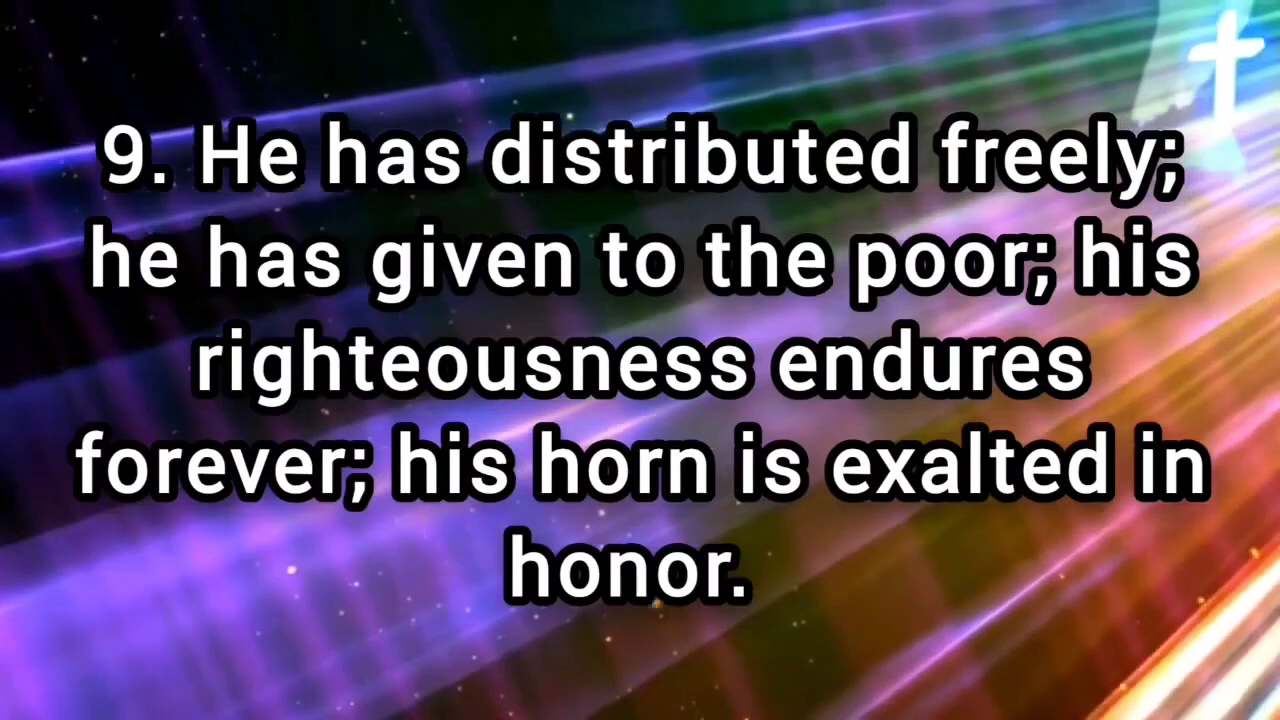 9. He has distributed freely;
he has given to the poor; his
righteousness endures
forever; his horn is exalted in
honor.